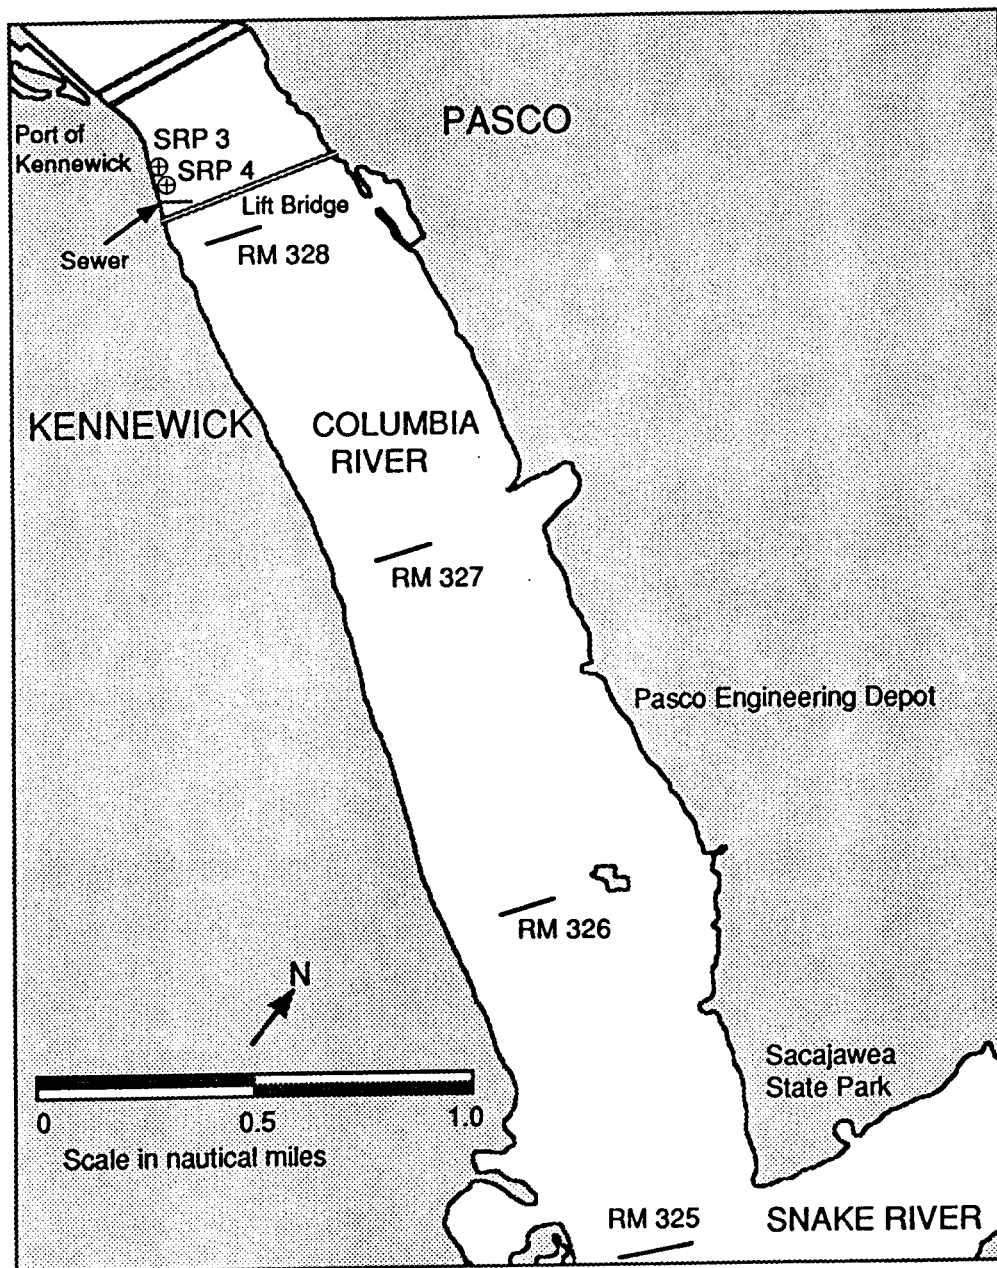 PASCO
Port of
Kennewick
SRP 3
SRP 4
Lift Bridge
Sewer
RM 328
KENNEWICK
COLUMBIA
RIVER
RM 327
Pasco Engineering Depot
RM 326
N
Sacajawea
State Park
0 0.5 1.0
Scale in nautical miles
RM 325
SNAKE RIVER